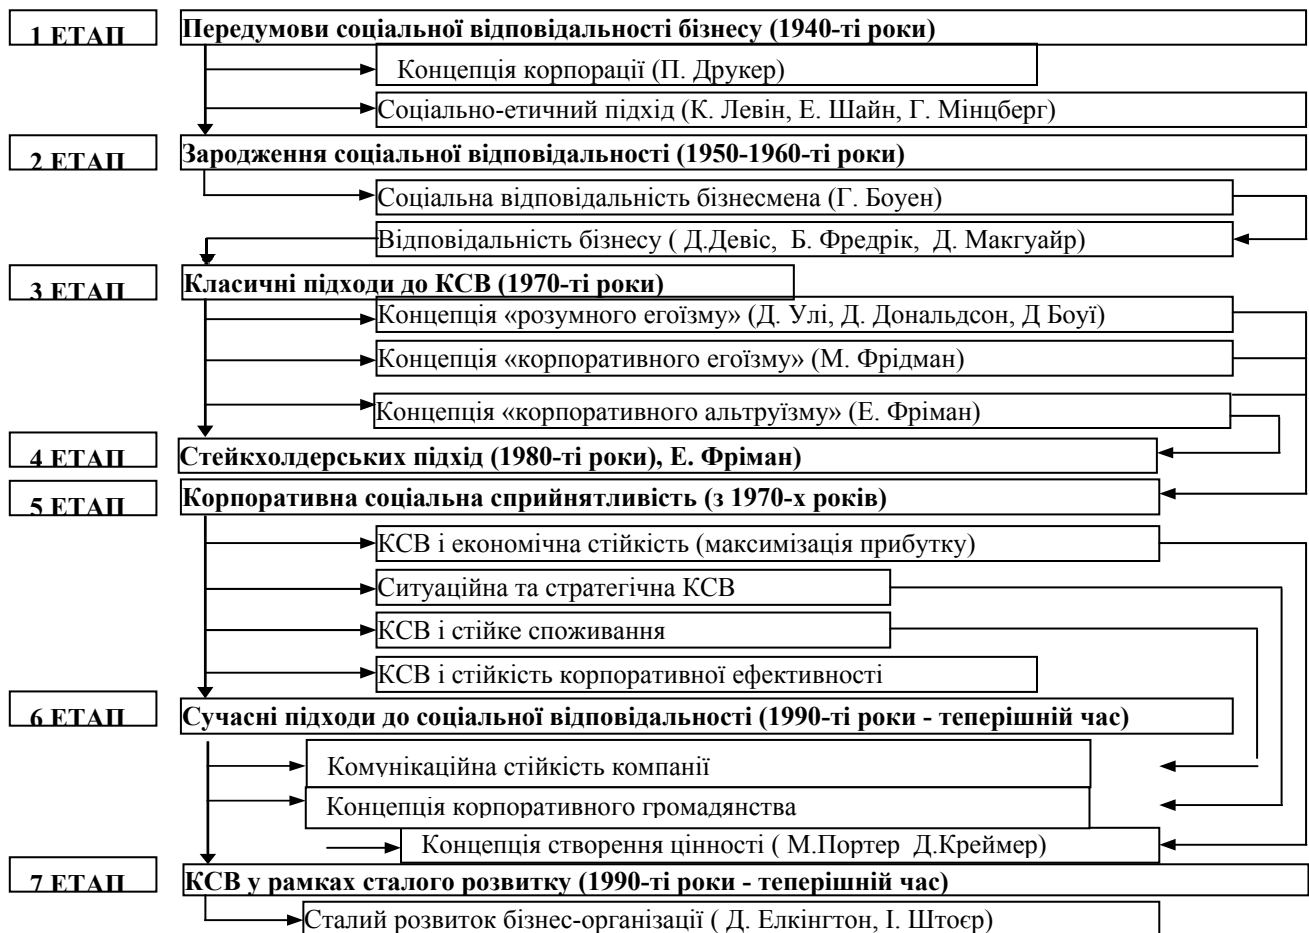 1 ЕТАП
Передумови соціальної відповідальності бізнесу (1940-ті роки)
Концепція корпорації (П. Друкер)
Соціально-етичний підхід (К. Левін, Е. Шайн, Г. Мінцберг)
2 ЕТАП
Зародження соціальної відповідальності (1950-1960-ті роки)
Соціальна відповідальність бізнесмена (Г. Боуен)
Відповідальність бізнесу ( Д.Девіс, Б. Фредрік, Д. Макгуайр)
3 ЕТАП
Класичні підходи до КСВ (1970-ті роки)
Концепція «розумного егоїзму» (Д. Улі, Д. Дональдсон, Д Боуї)
Концепція «корпоративного егоїзму» (М. Фрідман)
Концепція «корпоративного альтруїзму» (Е. Фріман)
4 ЕТАП
Стейкхолдерських підхід (1980-ті роки), Е. Фріман)
5 ЕТАП
Корпоративна соціальна сприйнятливість (з 1970-х років)
КСВ і економічна стійкість (максимізація прибутку)
Ситуаційна та стратегічна КСВ
КСВ і стійке споживання
КСВ і стійкість корпоративної ефективності
6 ЕТАП
Сучасні підходи до соціальної відповідальності (1990-ті роки - теперішній час)
Комунікаційна стійкість компанії
Концепція корпоративного громадянства
Концепція створення цінності ( М.Портер Д.Креймер)
7 ЕТАП
КСВ у рамках сталого розвитку (1990-ті роки - теперішній час)
Сталий розвиток бізнес-організації ( Д. Елкінгтон, І. Штоєр)